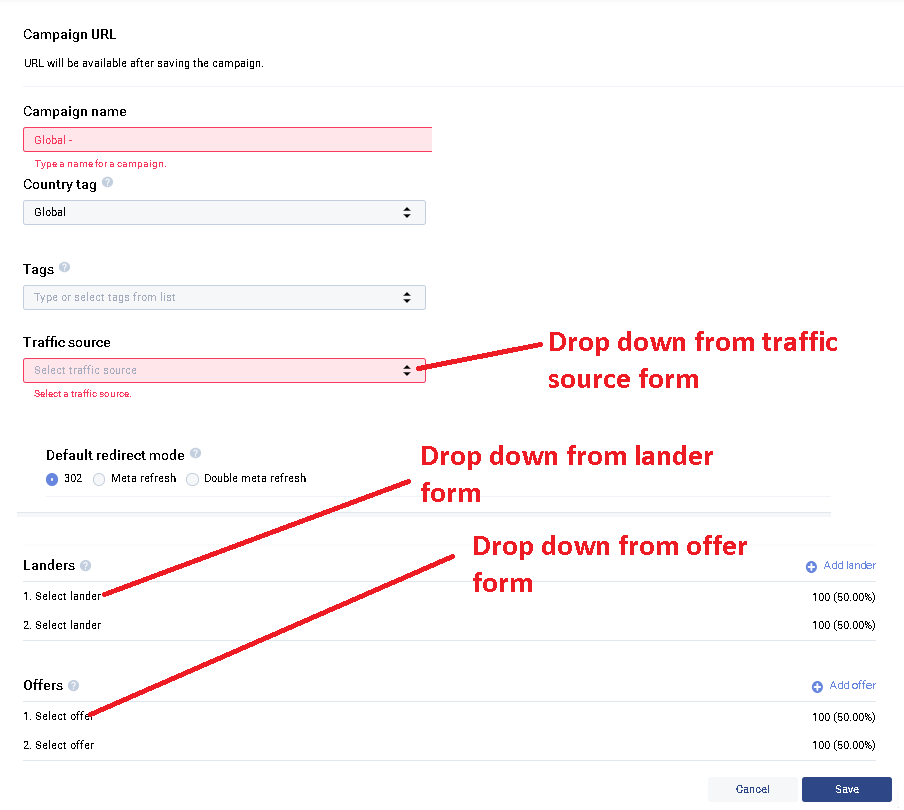 Campaign URL
URL will be available after saving the campaign.
Campaign name
Global -
Type a name for a campaign.
Country tag ?
Global
Tags ?
Type or select tags from list
Traffic source
Select traffic source
Select a traffic source.
Drop down from traffic
source form
Default redirect mode ?
302 Meta refresh Double meta refresh
Drop down from lander
form
Drop down from offer
form
Landers ? Add lander
1. Select lander 100 (50.00%)
2. Select lander 100 (50.00%)
Offers ? Add offer
1. Select offer 100 (50.00%)
2. Select offer 100 (50.00%)
Cancel Save